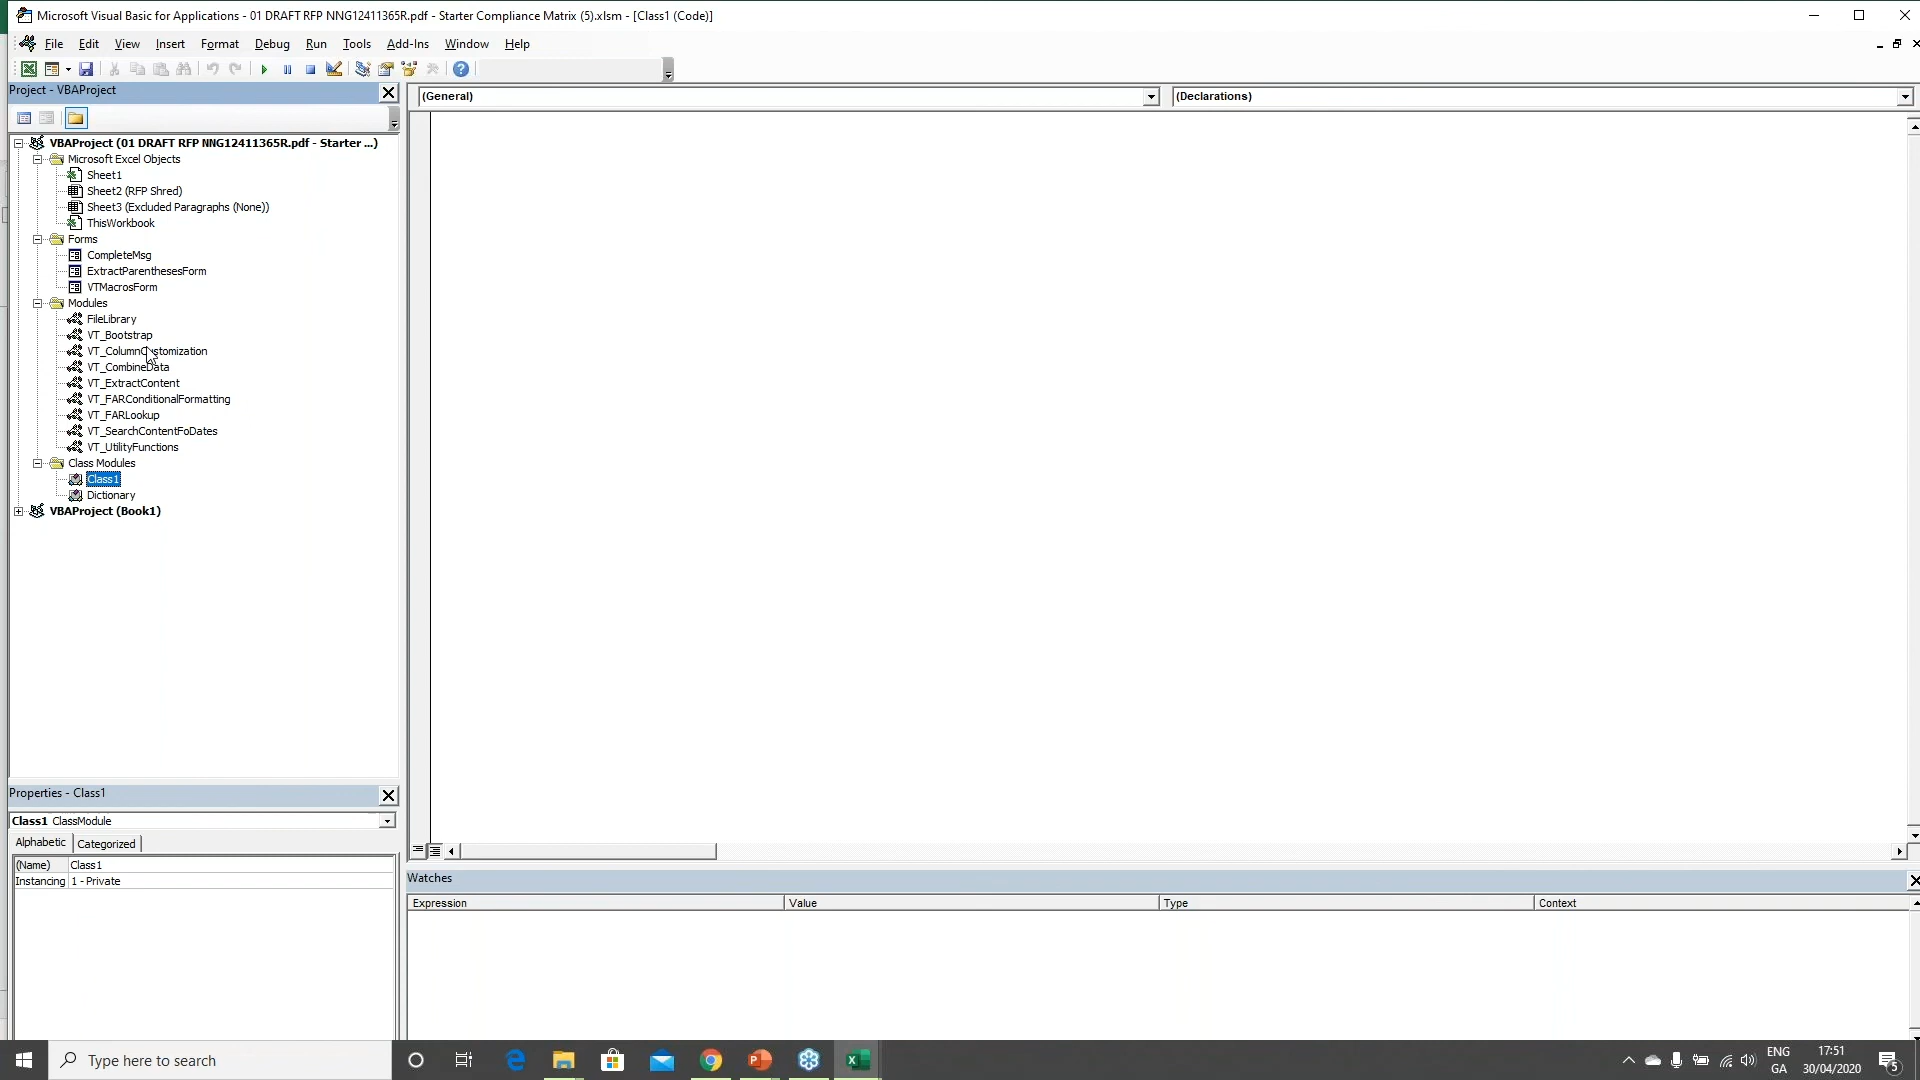 Microsoft Visual Basic for Applications - 01 DRAFT RFP NNG12411365R.pdf - Starter Compliance Matrix (5).xlsm - [Class1 (Code)]
File Edit View Insert Format Debug Run Tools Add-Ins Window Help
Project - VBAProject
(General)
(Declarations)
VBAProject (01 DRAFT RFP NNG12411365R.pdf - Starter ...)
Microsoft Excel Objects
Sheet1
Sheet2 (RFP Shred)
Sheet3 (Excluded Paragraphs (None))
ThisWorkbook
Forms
CompleteMsg
ExtractParenthesesForm
VTMacrosForm
Modules
FileLibrary
VT_Bootstrap
VT_ColumnCustomization
VT_CombineData
VT_ExtractContent
VT_FARConditionalFormatting
VT_FARLookup
VT_SearchContentFoDates
VT_UtilityFunctions
Class Modules
Class1
Dictionary
VBAProject (Book1)
Properties - Class1
Class1 ClassModule
Alphabetic Categorized
(Name) Class1
Instancing 1 - Private
Watches
Expression Value Type Context
Type here to search
ENG
GA
17:51
30/04/2020
5